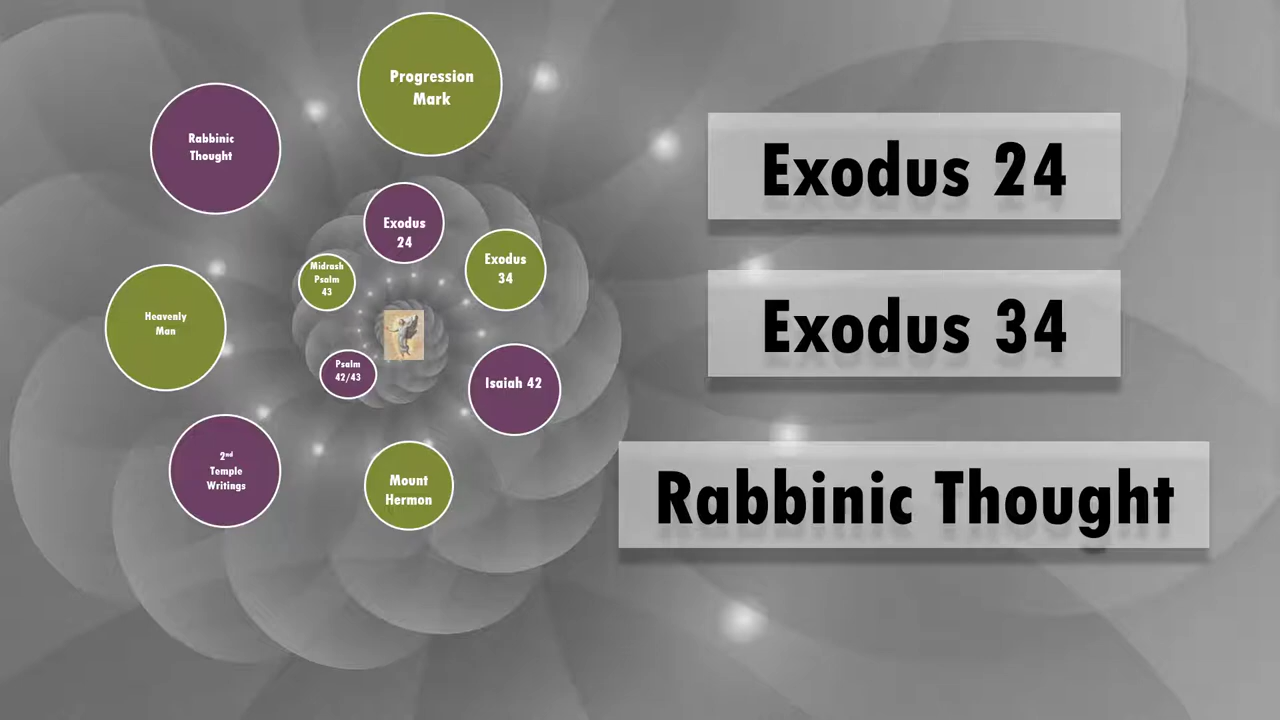 Progression
Mark
Rabbinic
Thought
Exodus
24
Exodus
34
Midrash
Psalm
43
Heavenly
Man
Psalm
42/43
Isaiah 42
2nd
Temple
Writings
Mount
Hermon
Exodus 24
Exodus 34
Rabbinic Thought